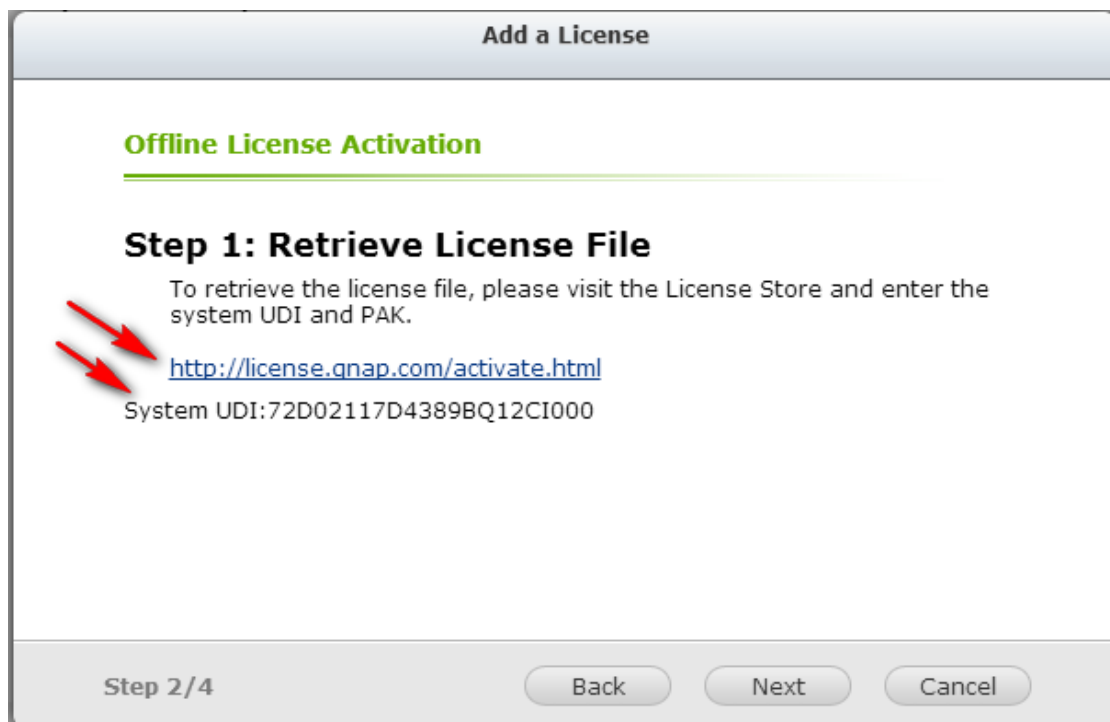 Add a License
Offline License Activation
Step 1: Retrieve License File
To retrieve the license file, please visit the License Store and enter the
system UDI and PAK.
http://license.qnap.com/activate.html
System UDI:72D02117D4389BQ12CI000
Step 2/4
Back
Next
Cancel